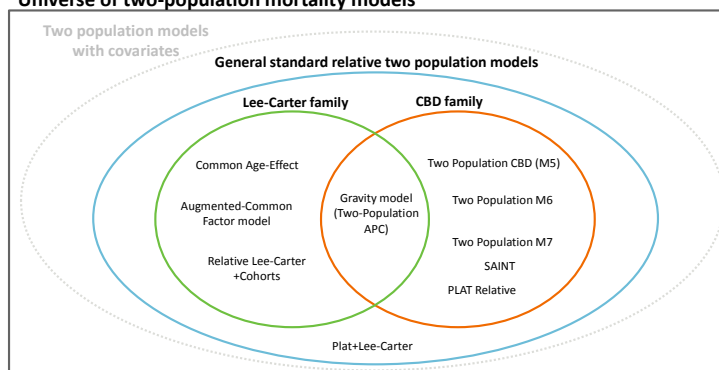 Universe of two-population mortality models
Two population models
with covariates
General standard relative two population models
Lee-Carter family
CBD family
Common Age-Effect
Augmented-Common
Factor model
Relative Lee-Carter
+Cohorts
Gravity model
(Two-Population
APC)
Two Population CBD (M5)
Two Population M6
Two Population M7
SAINT
PLAT Relative
Plat+Lee-Carter